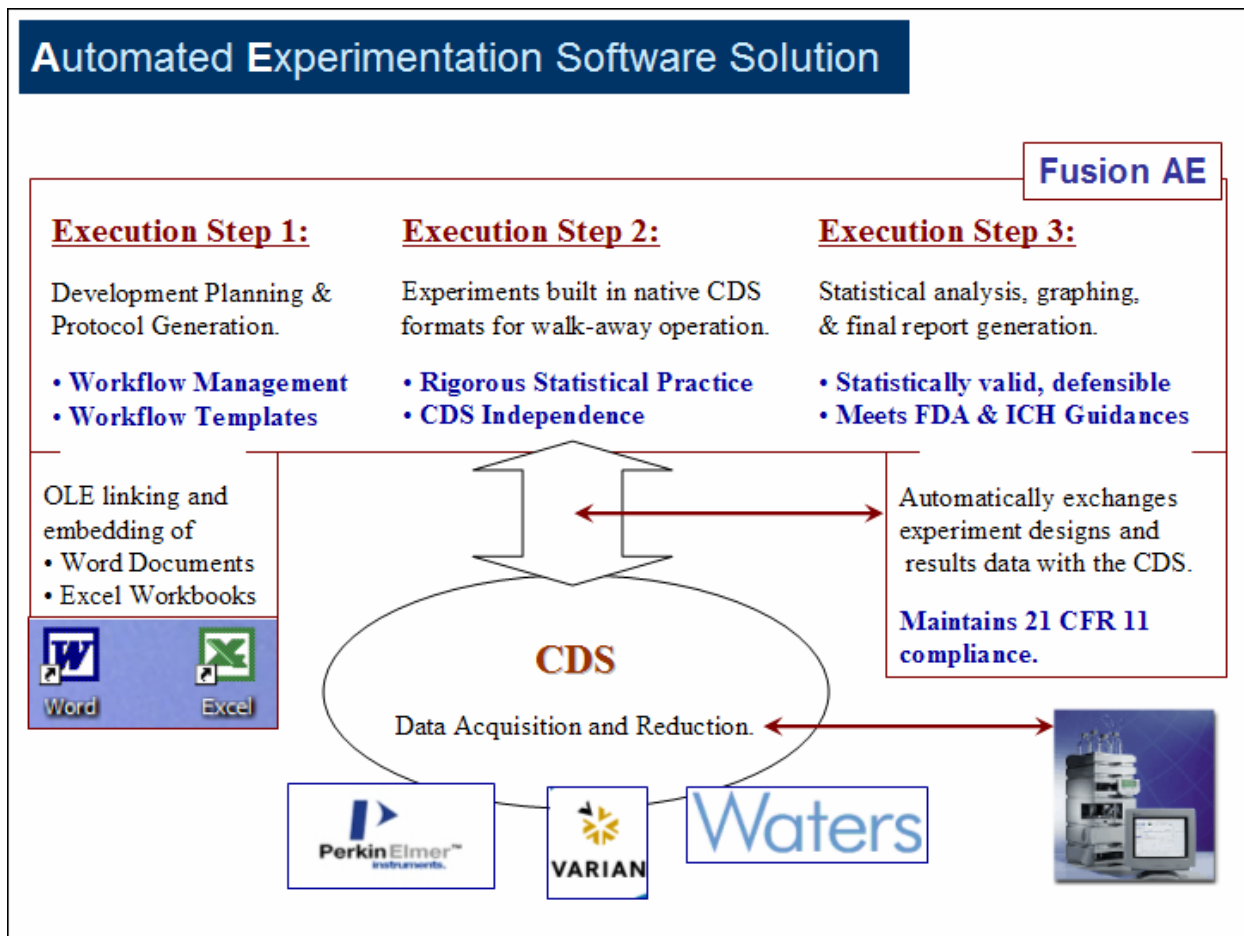 Automated Experimentation Software Solution
Fusion AE
Execution Step 1:
Development Planning &
Protocol Generation.
• Workflow Management
• Workflow Templates
Execution Step 2:
Experiments built in native CDS
formats for walk-away operation.
• Rigorous Statistical Practice
• CDS Independence
Execution Step 3:
Statistical analysis, graphing,
& final report generation.
• Statistically valid, defensible
• Meets FDA & ICH Guidances
OLE linking and
embedding of
• Word Documents
• Excel Workbooks
W
Word
Excel
Automatically exchanges
experiment designs and
results data with the CDS.
Maintains 21 CFR 11
compliance.
CDS
Data Acquisition and Reduction.
PerkinElmer™
instruments.
VARIAN
Waters